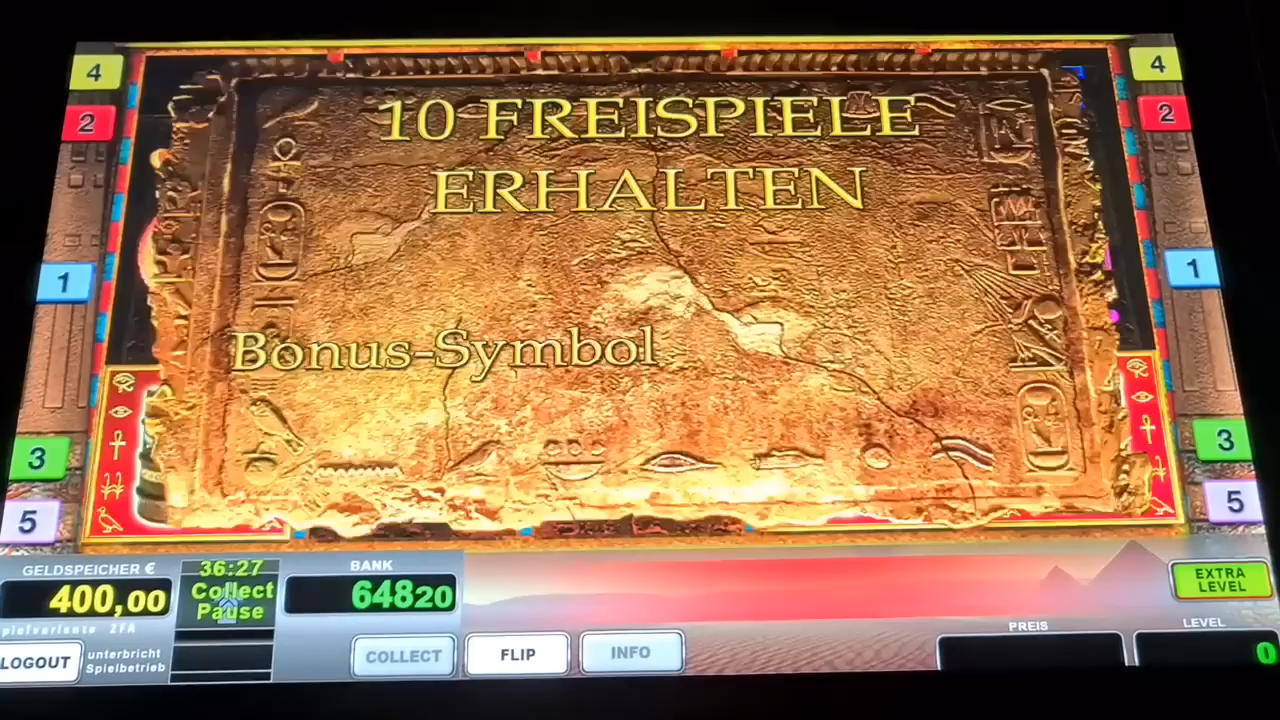 4
4
2
2
10 FREISPIELE
ERHALTEN
1
1
Bonus-Symbol
3
3
5
5
GELDSPEICHER €
400,00
36:27
Collect
Pause
BANK
64820
EXTRA
LEVEL
ZFA
LOGOUT
unterbricht
Spielbetrieb
COLLECT
FLIP
INFO
PREIS
LEVEL
0